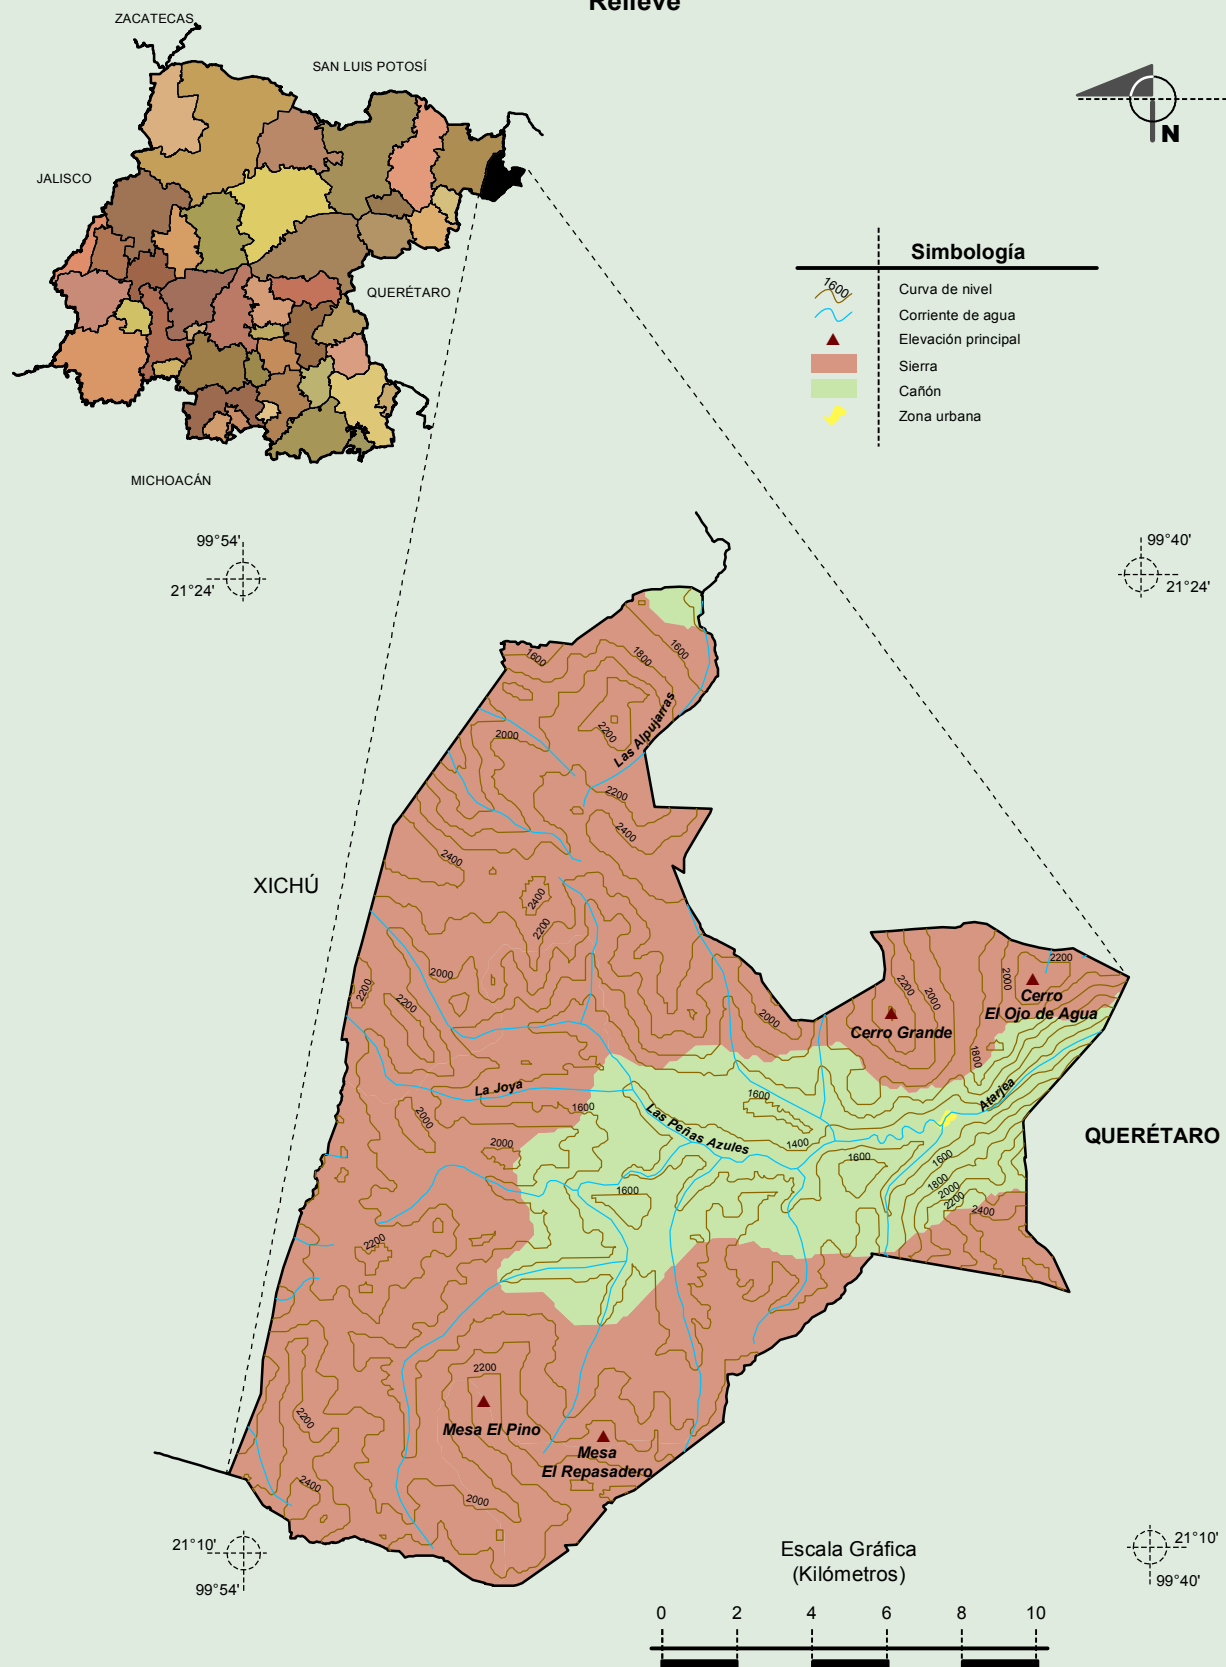 Relieve
ZACATECAS
SAN LUIS POTOSÍ
JALISCO
QUERÉTARO
MICHOACÁN
N
Simbología
1600
Curva de nivel
Corriente de agua
Elevación principal
Sierra
Cañón
Zona urbana
99°54'
21°24'
99°40'
21°24'
1600
1800
1600
2200
Las Alpujarras
2000
2200
2400
2400
XICHÚ
2400
2200
2000
2200
2200
2000
2200
2000
2000
2200
Cerro
El Ojo de Agua
Cerro Grande
1800
La Joya
1600
2000
1600
Las Peñas Azules
Atarjea
1400
QUERÉTARO
2000
1600
1600
1800
2000
2200
1600
2400
2200
2200
Mesa El Pino
Mesa
El Repasadero
2200
2400
2000
21°10'
99°54'
Escala Gráfica
(Kilómetros)
21°10'
99°40'
0 2 4 6 8 10